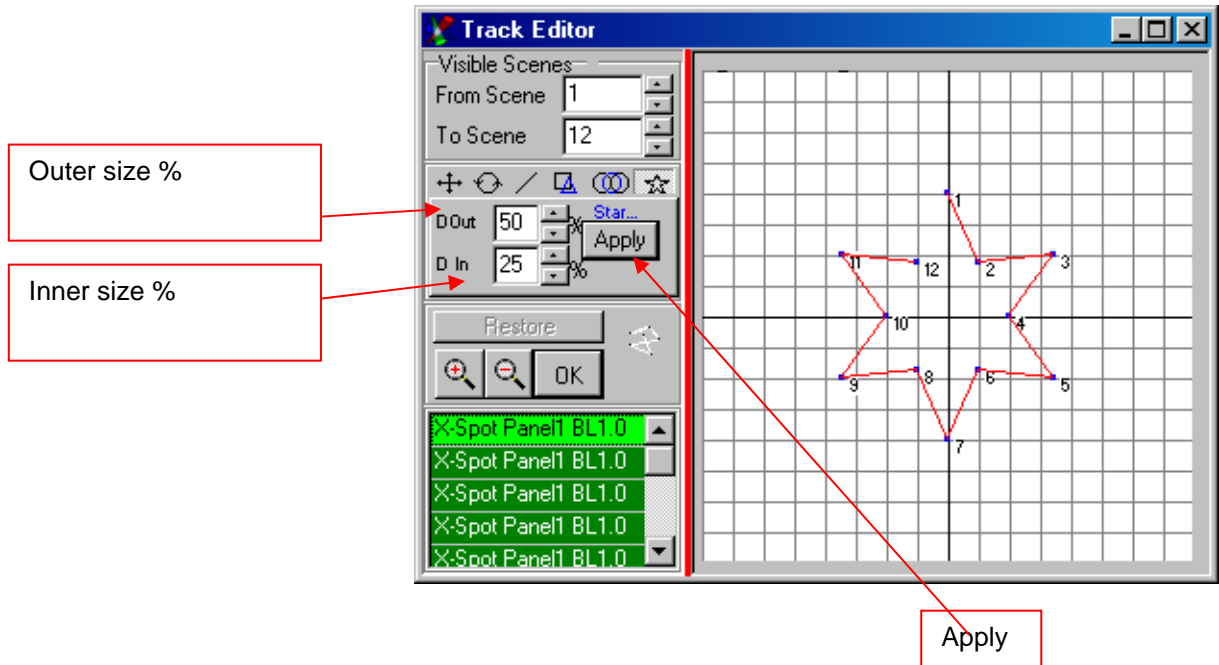 Track Editor
Visible Scenes
From Scene 1
To Scene 12
Outer size %
DOut 50 % Star...
Apply
D In 25 %
Inner size %
Restore
OK
X-Spot Panel1 BL1.0
X-Spot Panel1 BL1.0
X-Spot Panel1 BL1.0
X-Spot Panel1 BL1.0
X-Spot Panel1 BL1.0
1
11
12
2
3
10
4
9
8
6
5
7
Apply